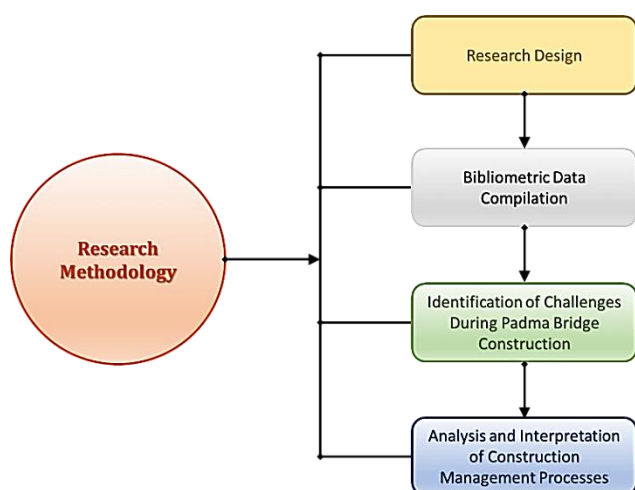 Research Design
Bibliometric Data
Compilation
Research
Methodology
Identification of Challenges
During Padma Bridge
Construction
Analysis and Interpretation
of Construction
Management Processes